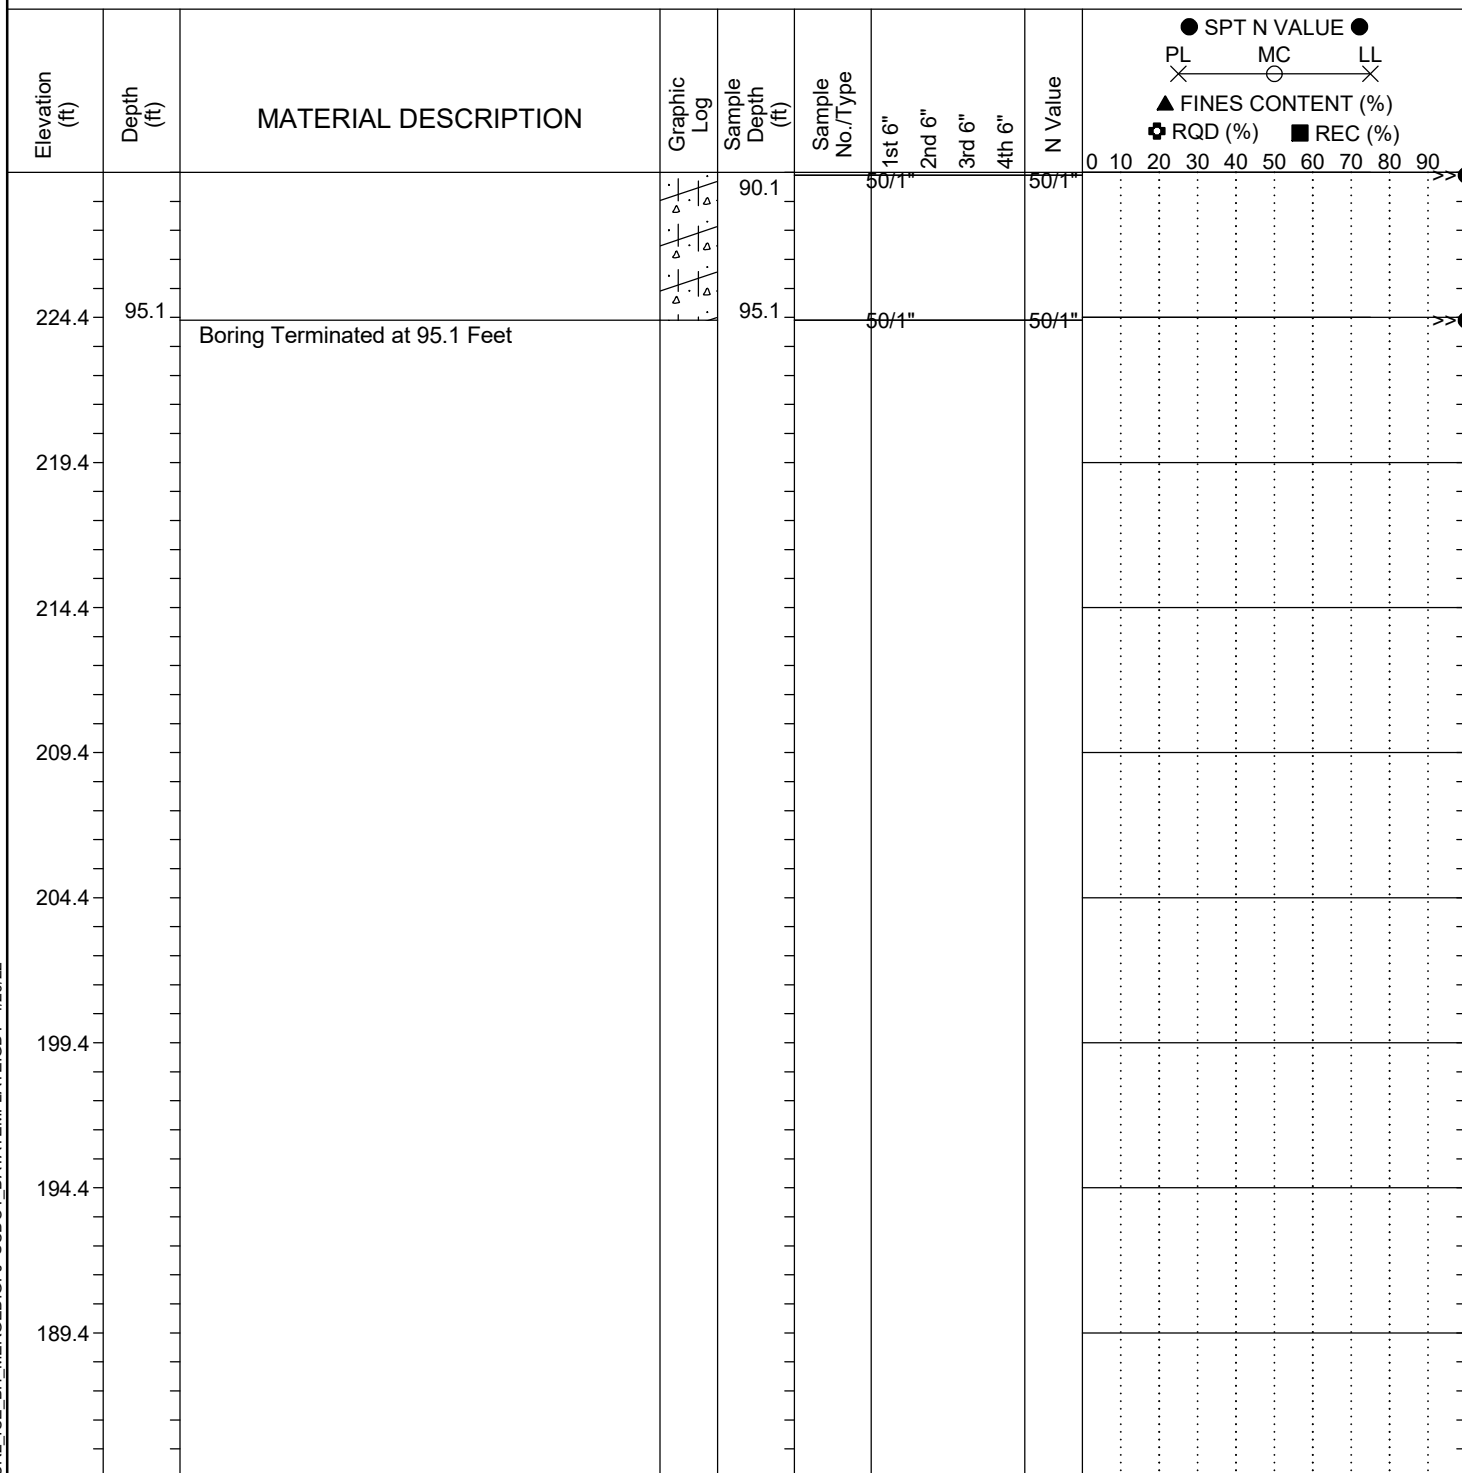 ● SPT N VALUE ●
PL MC LL
▲ FINES CONTENT (%)
RQD (%) ■ REC (%)
Elevation (ft)
Depth (ft)
MATERIAL DESCRIPTION
Graphic Log
Sample Depth (ft)
Sample No./Type
1st 6"
2nd 6"
3rd 6"
4th 6"
N Value
0 10 20 30 40 50 60 70 80 90
90.1 50/1" 50/1" >>●
224.4 95.1 95.1 50/1" 50/1" >>●
Boring Terminated at 95.1 Feet
219.4
214.4
209.4
204.4
199.4
194.4
189.4